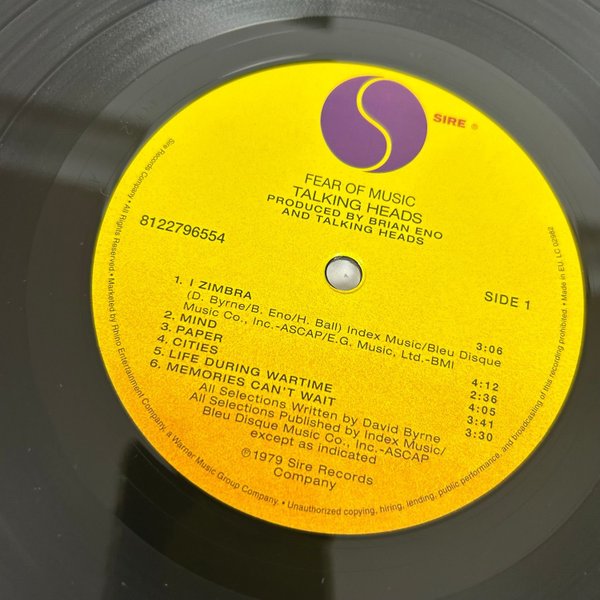 SIRE ®
FEAR OF MUSIC
TALKING HEADS
PRODUCED BY BRIAN ENO
AND TALKING HEADS
8122796554
SIDE 1
1. I ZIMBRA 3:06
(D. Byrne/B. Eno/H. Ball) Index Music/Bleu Disque
Music Co., Inc.-ASCAP/E.G. Music, Ltd.-BMI
2. MIND 4:12
3. PAPER 2:36
4. CITIES 4:05
5. LIFE DURING WARTIME 3:41
6. MEMORIES CAN'T WAIT 3:30
All Selections Written by David Byrne
All Selections Published by Index Music/
Bleu Disque Music Co., Inc.-ASCAP
except as indicated
℗1979 Sire Records
Company
Sire Records Company • All Rights Reserved • Marketed by Rhino Entertainment Company, a Warner Music Group Company. • Unauthorized copying, hiring, lending, public performance, and broadcasting of this recording prohibited. • Made in EU. LC 02982